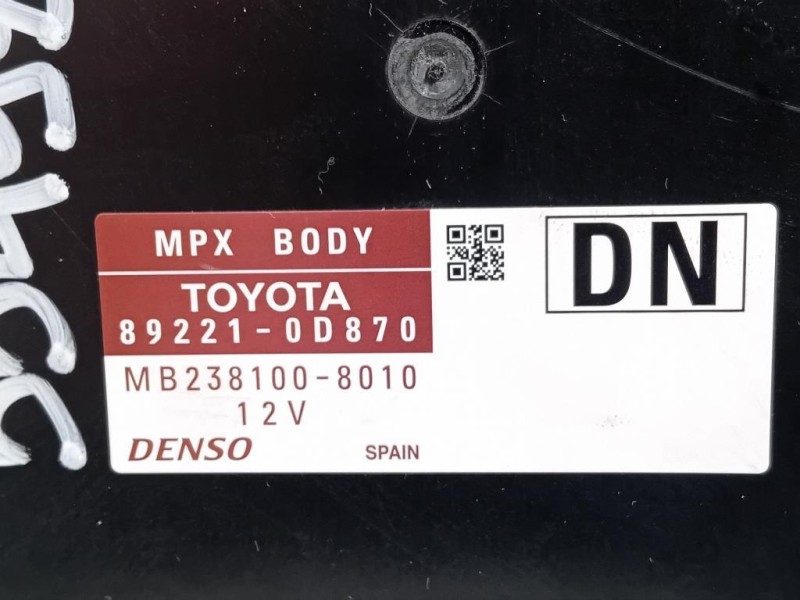 MPX BODY
TOYOTA
89221-0D870
MB238100-8010
12V
DENSO SPAIN
DN